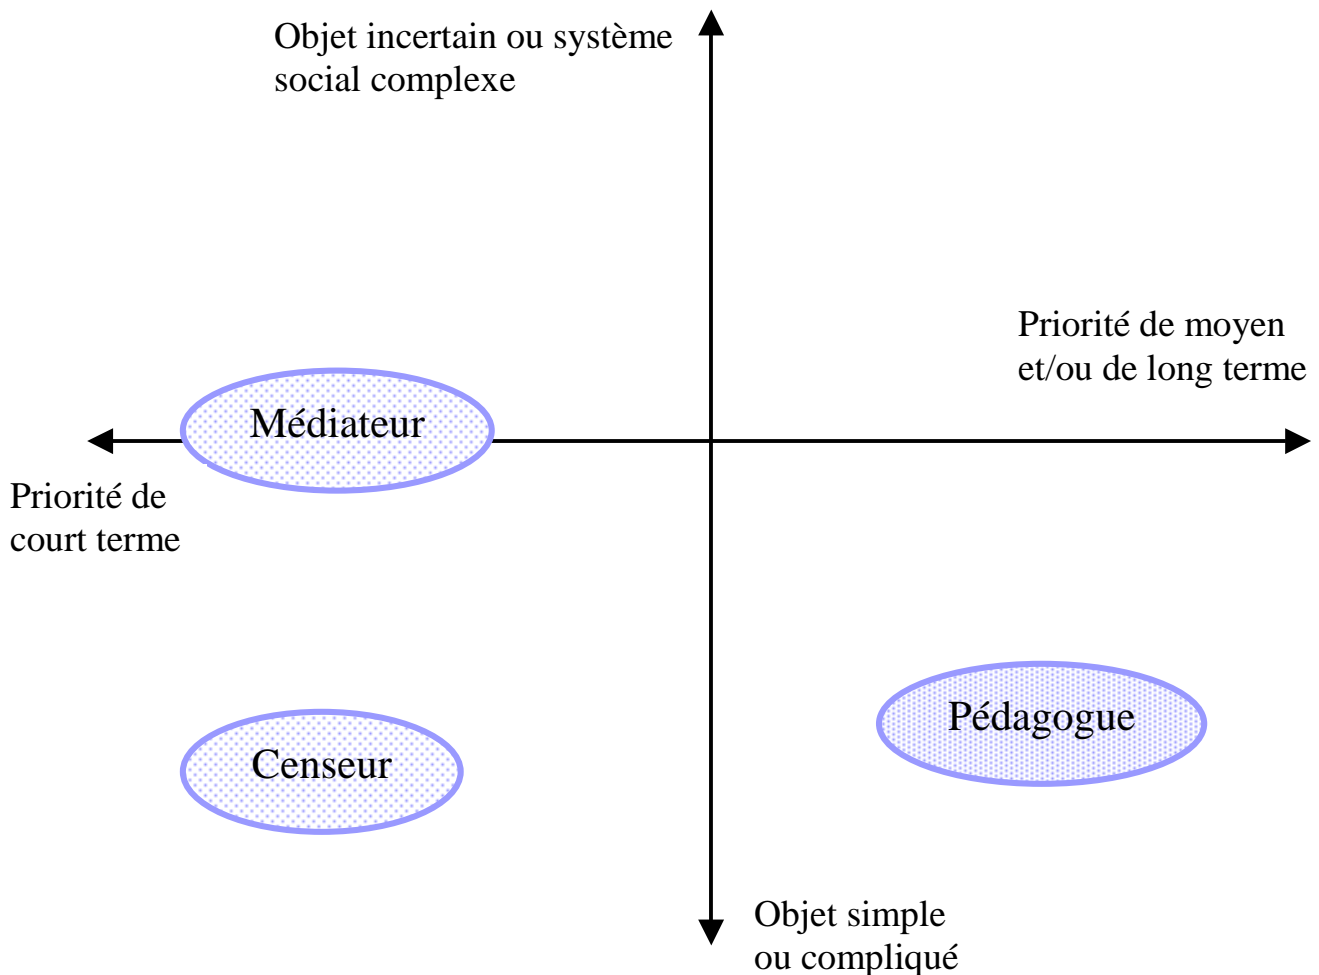 Objet incertain ou système
social complexe
Priorité de moyen
et/ou de long terme
Médiateur
Priorité de
court terme
Pédagogue
Censeur
Objet simple
ou compliqué